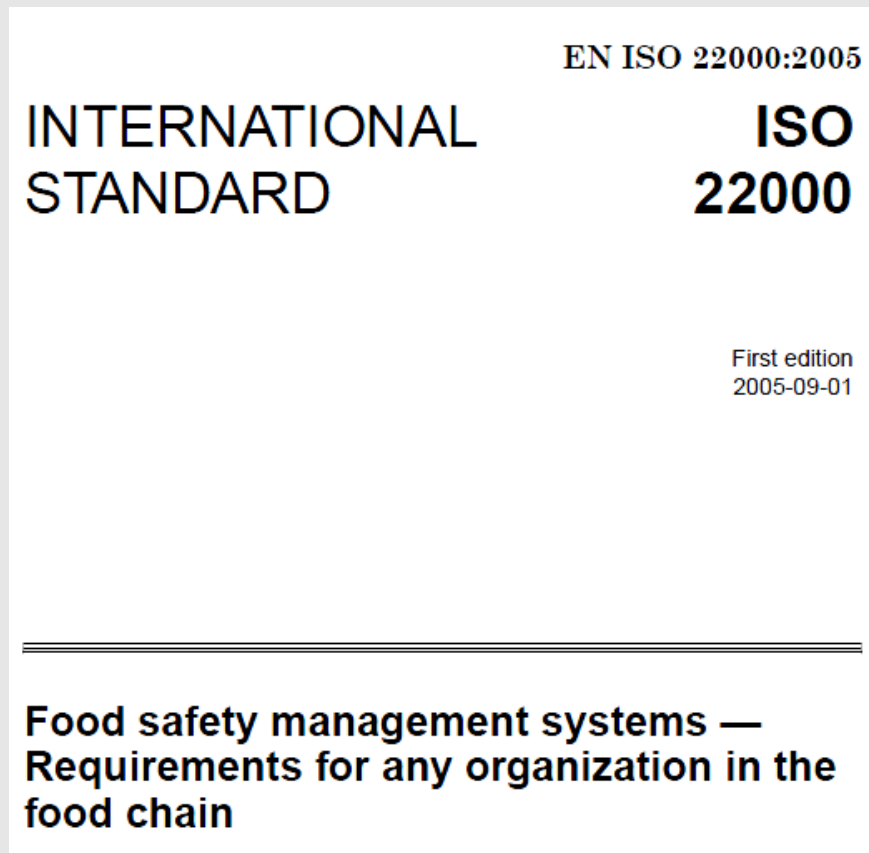 EN ISO 22000:2005
INTERNATIONAL
STANDARD
ISO
22000
First edition
2005-09-01
Food safety management systems —
Requirements for any organization in the
food chain